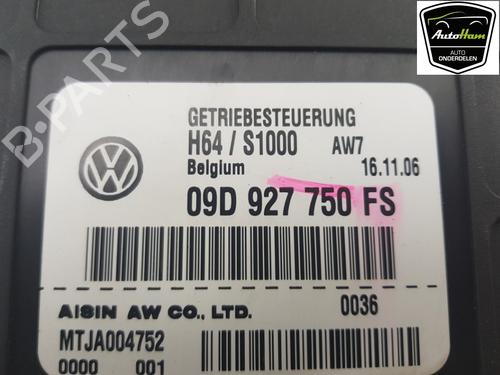 AutoHam
AUTO
ONDERDELEN
B-PARTS
GETRIEBESTEUERUNG
H64 / S1000 AW7
Belgium 16.11.06
09D 927 750 FS
AISIN AW CO., LTD. 0036
MTJA004752
0000 001